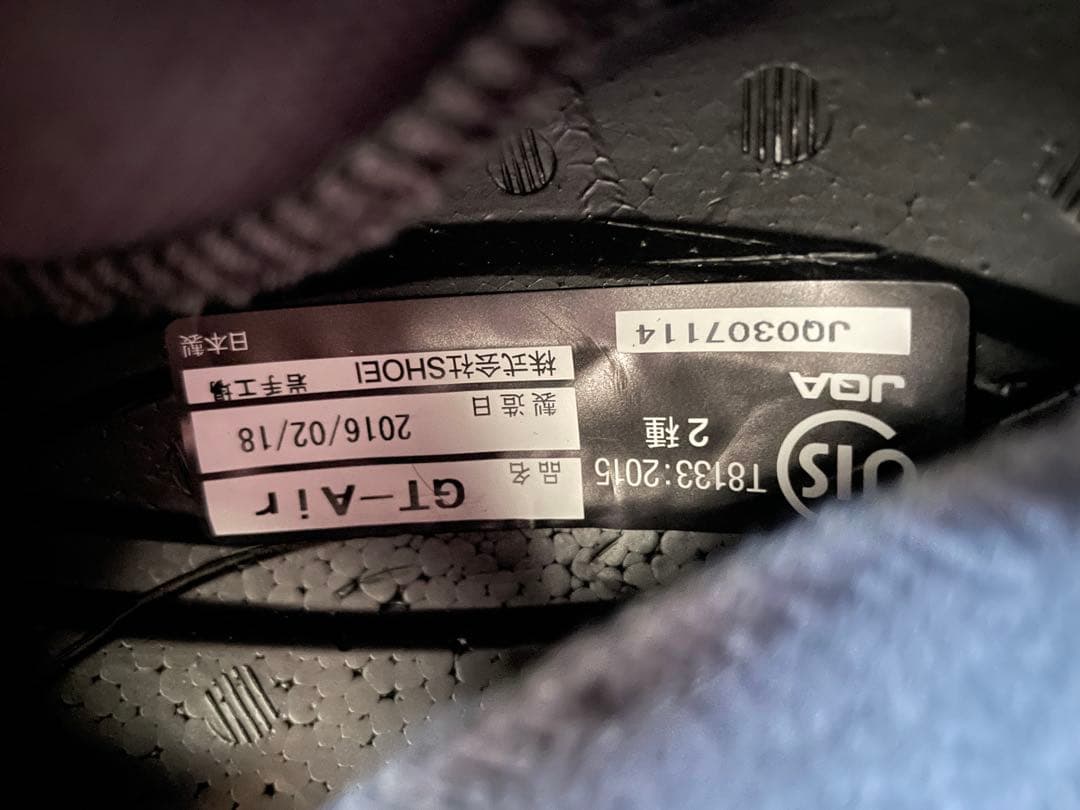 JIS
T8133:2015
2種
JQA
JQ0307114
品名 GT-Air
製造日 2016/02/18
株式会社SHOEI 岩手工場
日本製